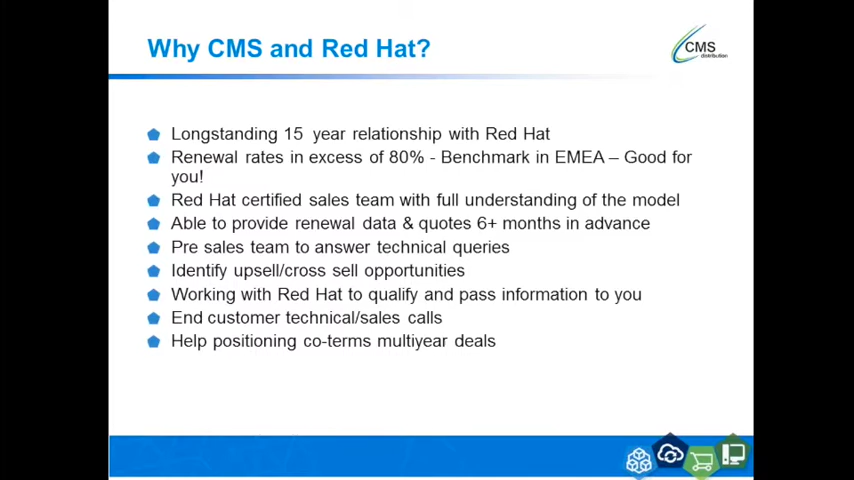 Why CMS and Red Hat?
CMS
distribution
Longstanding 15 year relationship with Red Hat
Renewal rates in excess of 80% - Benchmark in EMEA – Good for
you!
Red Hat certified sales team with full understanding of the model
Able to provide renewal data & quotes 6+ months in advance
Pre sales team to answer technical queries
Identify upsell/cross sell opportunities
Working with Red Hat to qualify and pass information to you
End customer technical/sales calls
Help positioning co-terms multiyear deals